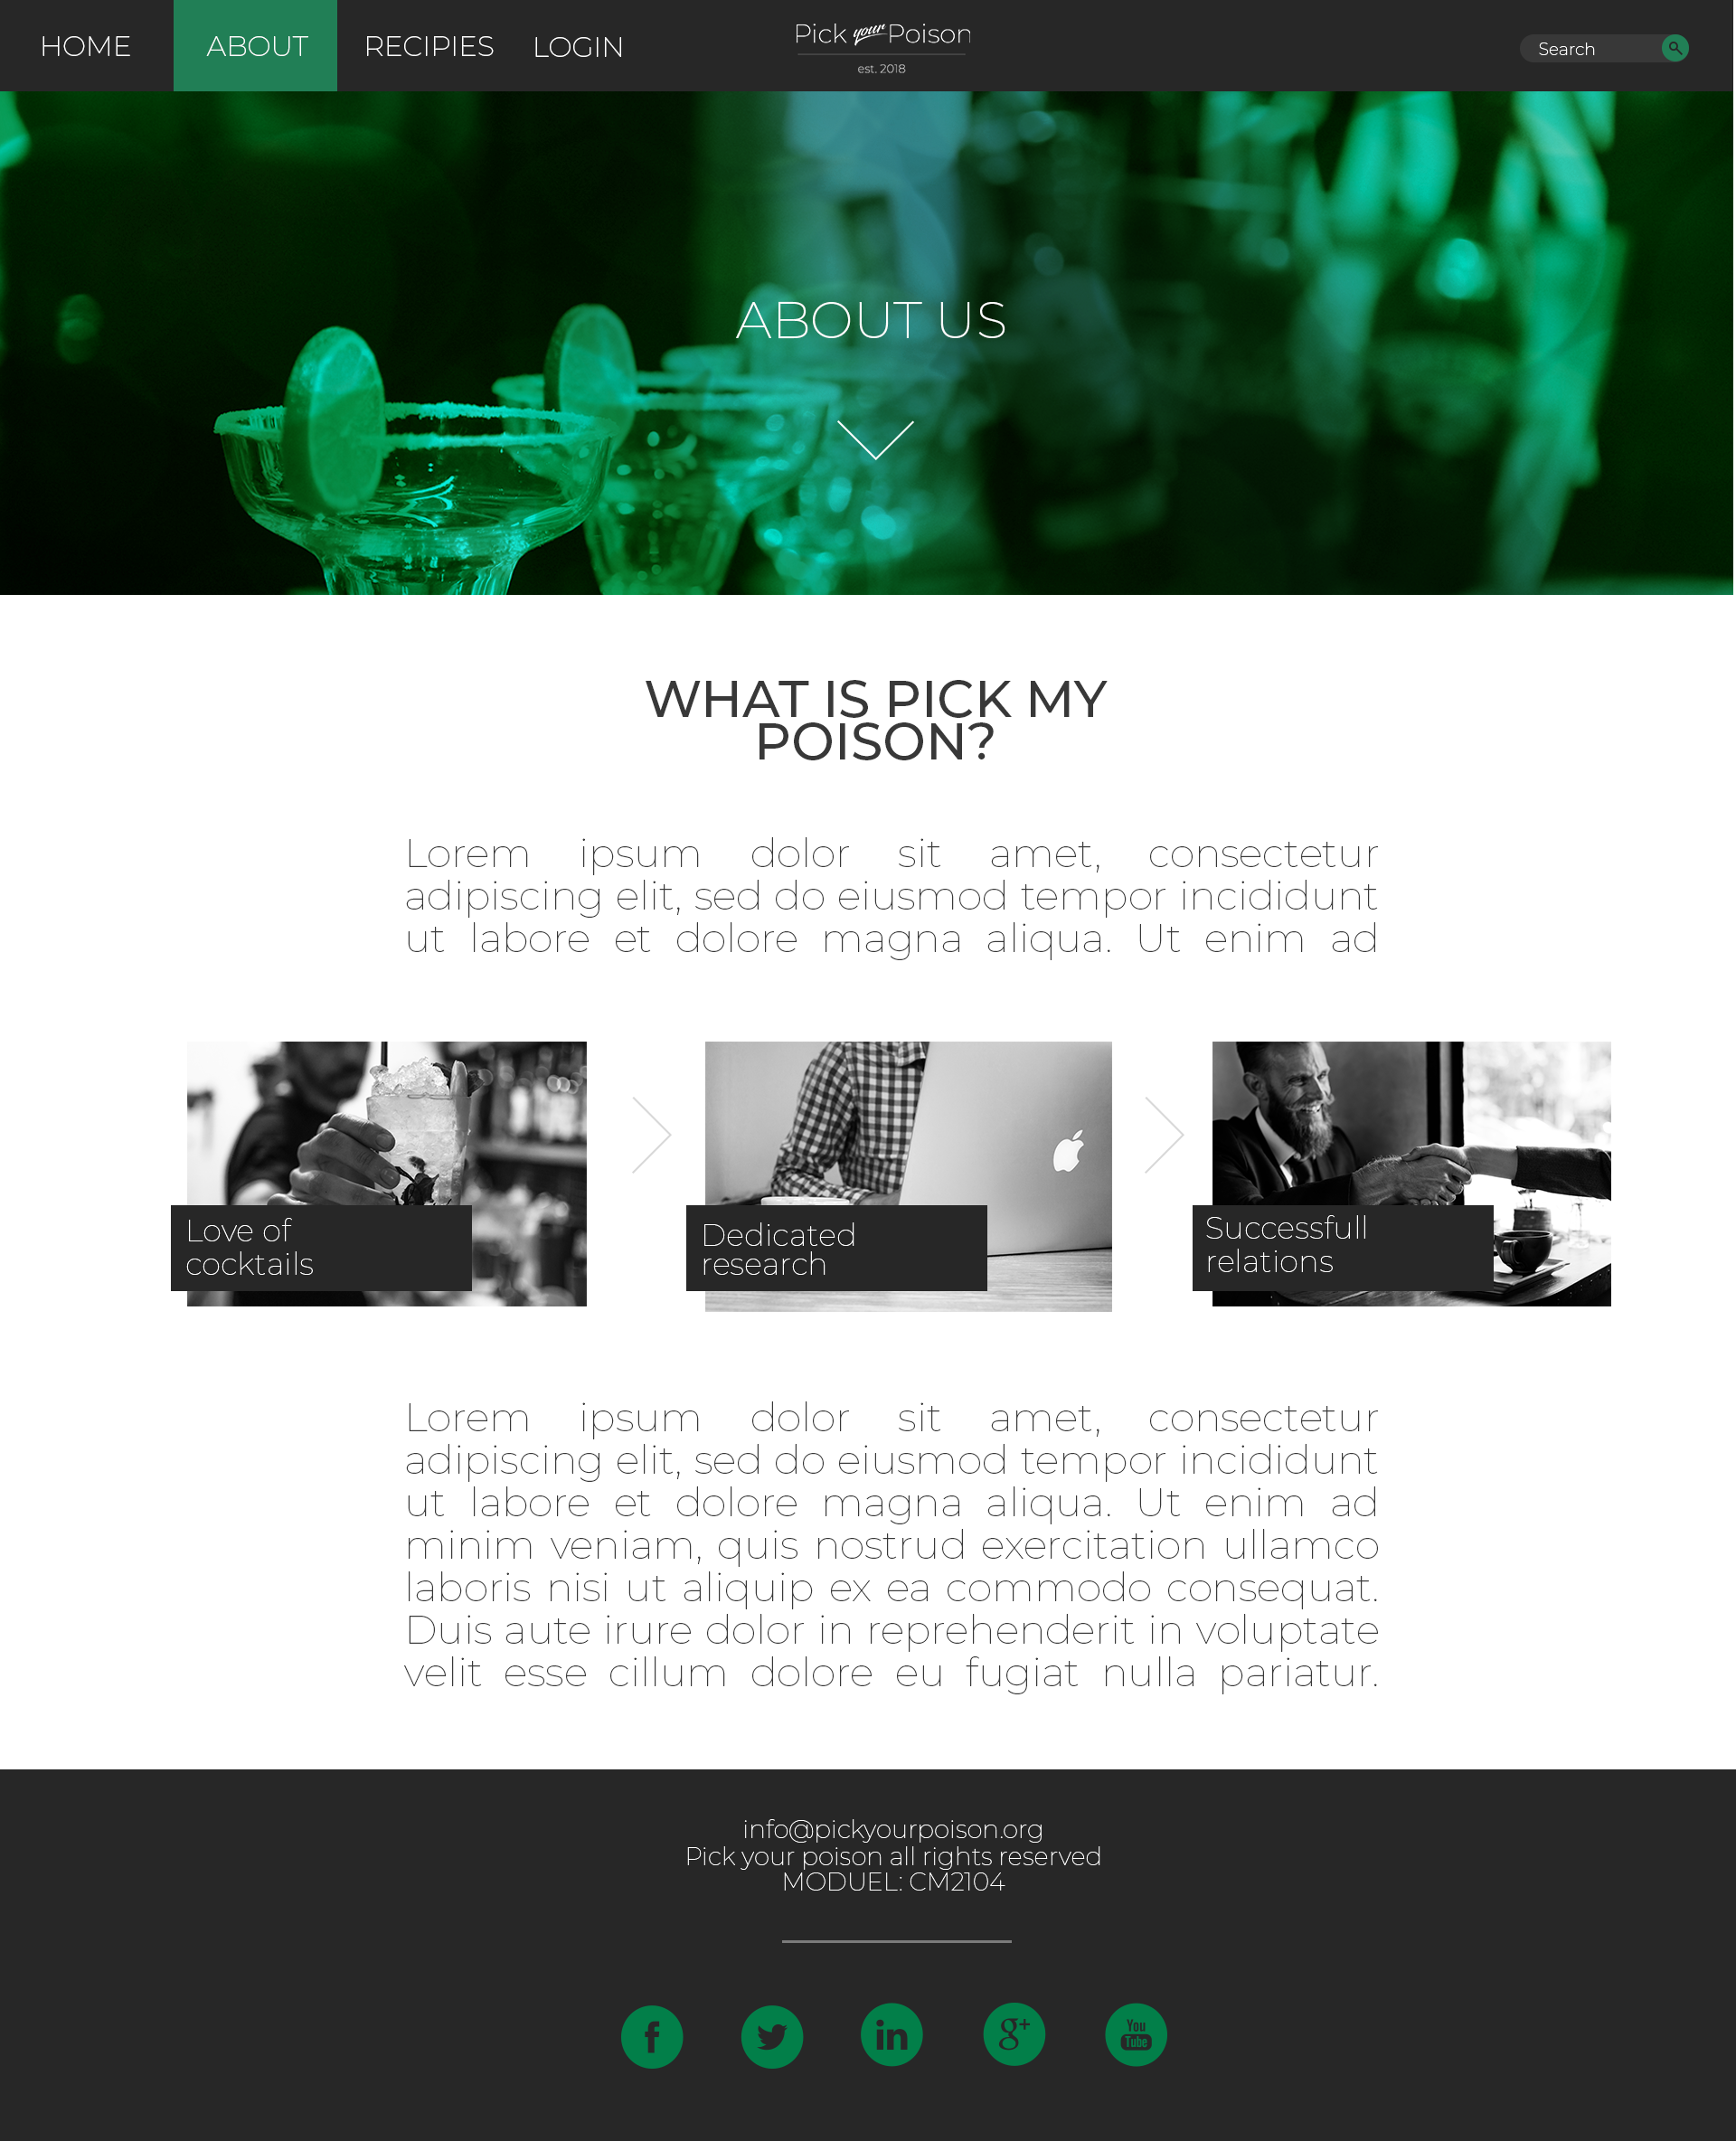 HOME ABOUT RECIPIES LOGIN
Pick your Poison
est. 2018
Search
ABOUT US
WHAT IS PICK MY
POISON?
Lorem ipsum dolor sit amet, consectetur
adipiscing elit, sed do eiusmod tempor incididunt
ut labore et dolore magna aliqua. Ut enim ad
Love of
cocktails
Dedicated
research
Successfull
relations
Lorem ipsum dolor sit amet, consectetur
adipiscing elit, sed do eiusmod tempor incididunt
ut labore et dolore magna aliqua. Ut enim ad
minim veniam, quis nostrud exercitation ullamco
laboris nisi ut aliquip ex ea commodo consequat.
Duis aute irure dolor in reprehenderit in voluptate
velit esse cillum dolore eu fugiat nulla pariatur.
info@pickyourpoison.org
Pick your poison all rights reserved
MODUEL: CM2104
f in g+ You
Tube